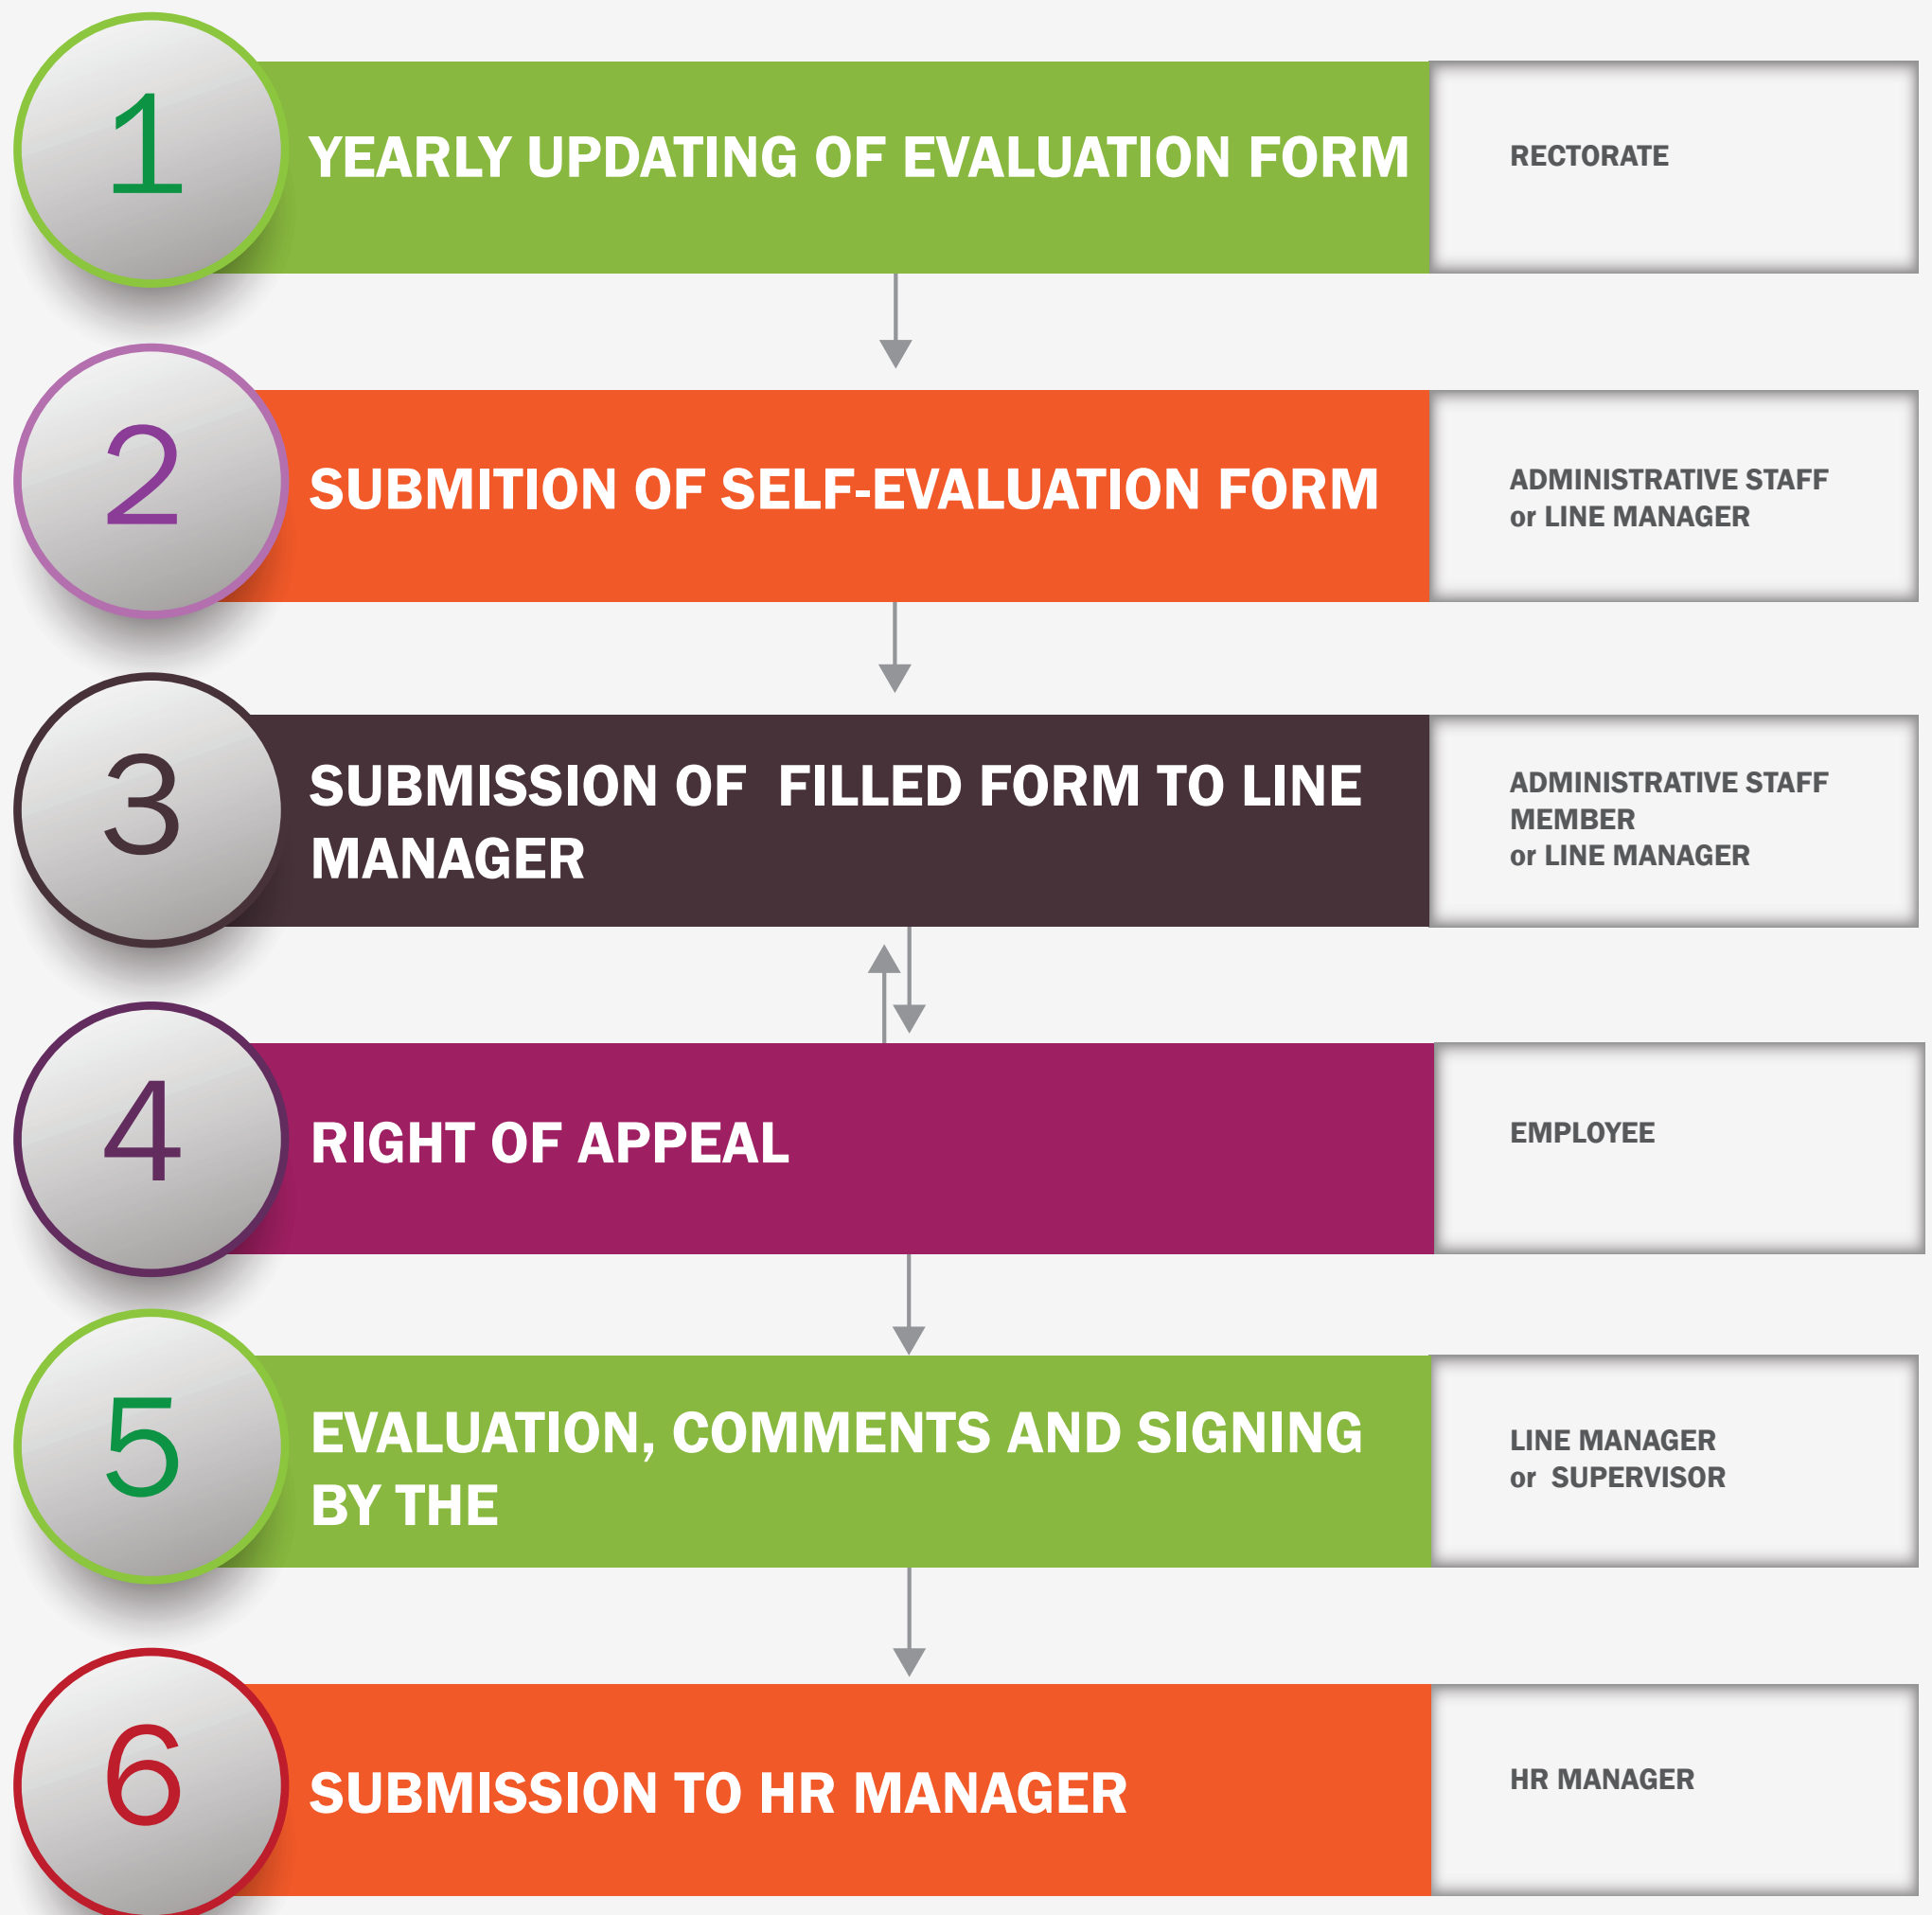 1
YEARLY UPDATING OF EVALUATION FORM
RECTORATE
2
SUBMITION OF SELF-EVALUATION FORM
ADMINISTRATIVE STAFF
or LINE MANAGER
3
SUBMISSION OF FILLED FORM TO LINE
MANAGER
ADMINISTRATIVE STAFF
MEMBER
or LINE MANAGER
4
RIGHT OF APPEAL
EMPLOYEE
5
EVALUATION, COMMENTS AND SIGNING
BY THE
LINE MANAGER
or SUPERVISOR
6
SUBMISSION TO HR MANAGER
HR MANAGER